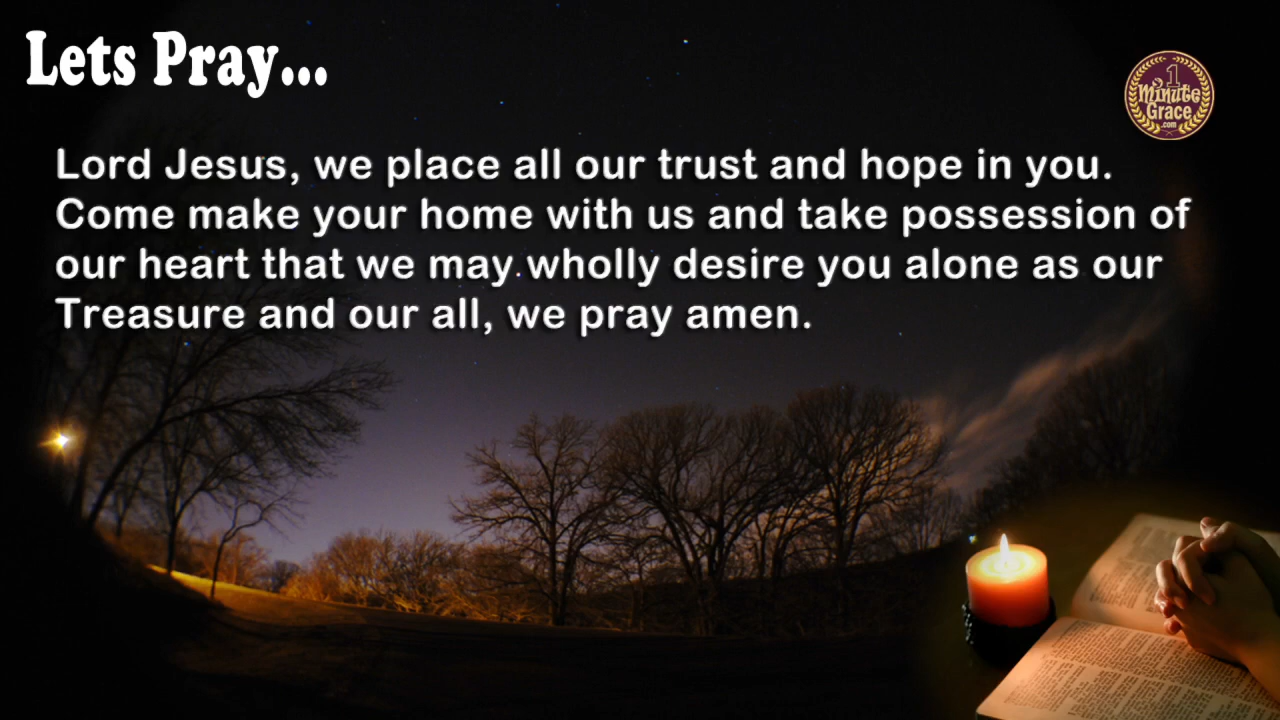 Lets Pray...
1
Minute
Grace
.com
Lord Jesus, we place all our trust and hope in you.
Come make your home with us and take possession of
our heart that we may wholly desire you alone as our
Treasure and our all, we pray amen.